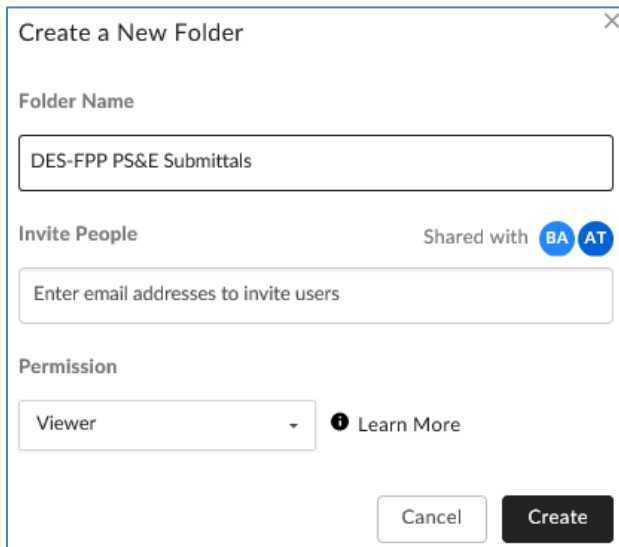 Create a New Folder
Folder Name
DES-FPP PS&E Submittals
Invite People Shared with BA AT
Enter email addresses to invite users
Permission
Viewer Learn More
Cancel Create